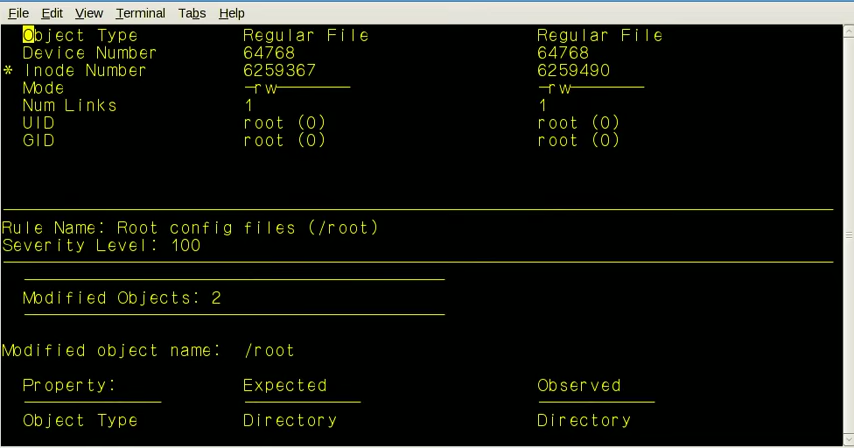 File Edit View Terminal Tabs Help
Object Type Regular File Regular File
Device Number 64768 64768
* Inode Number 6259367 6259490
Mode -rw------- -rw-------
Num Links 1 1
UID root (0) root (0)
GID root (0) root (0)
Rule Name: Root config files (/root)
Severity Level: 100
Modified Objects: 2
Modified object name: /root
Property: Expected Observed
Object Type Directory Directory